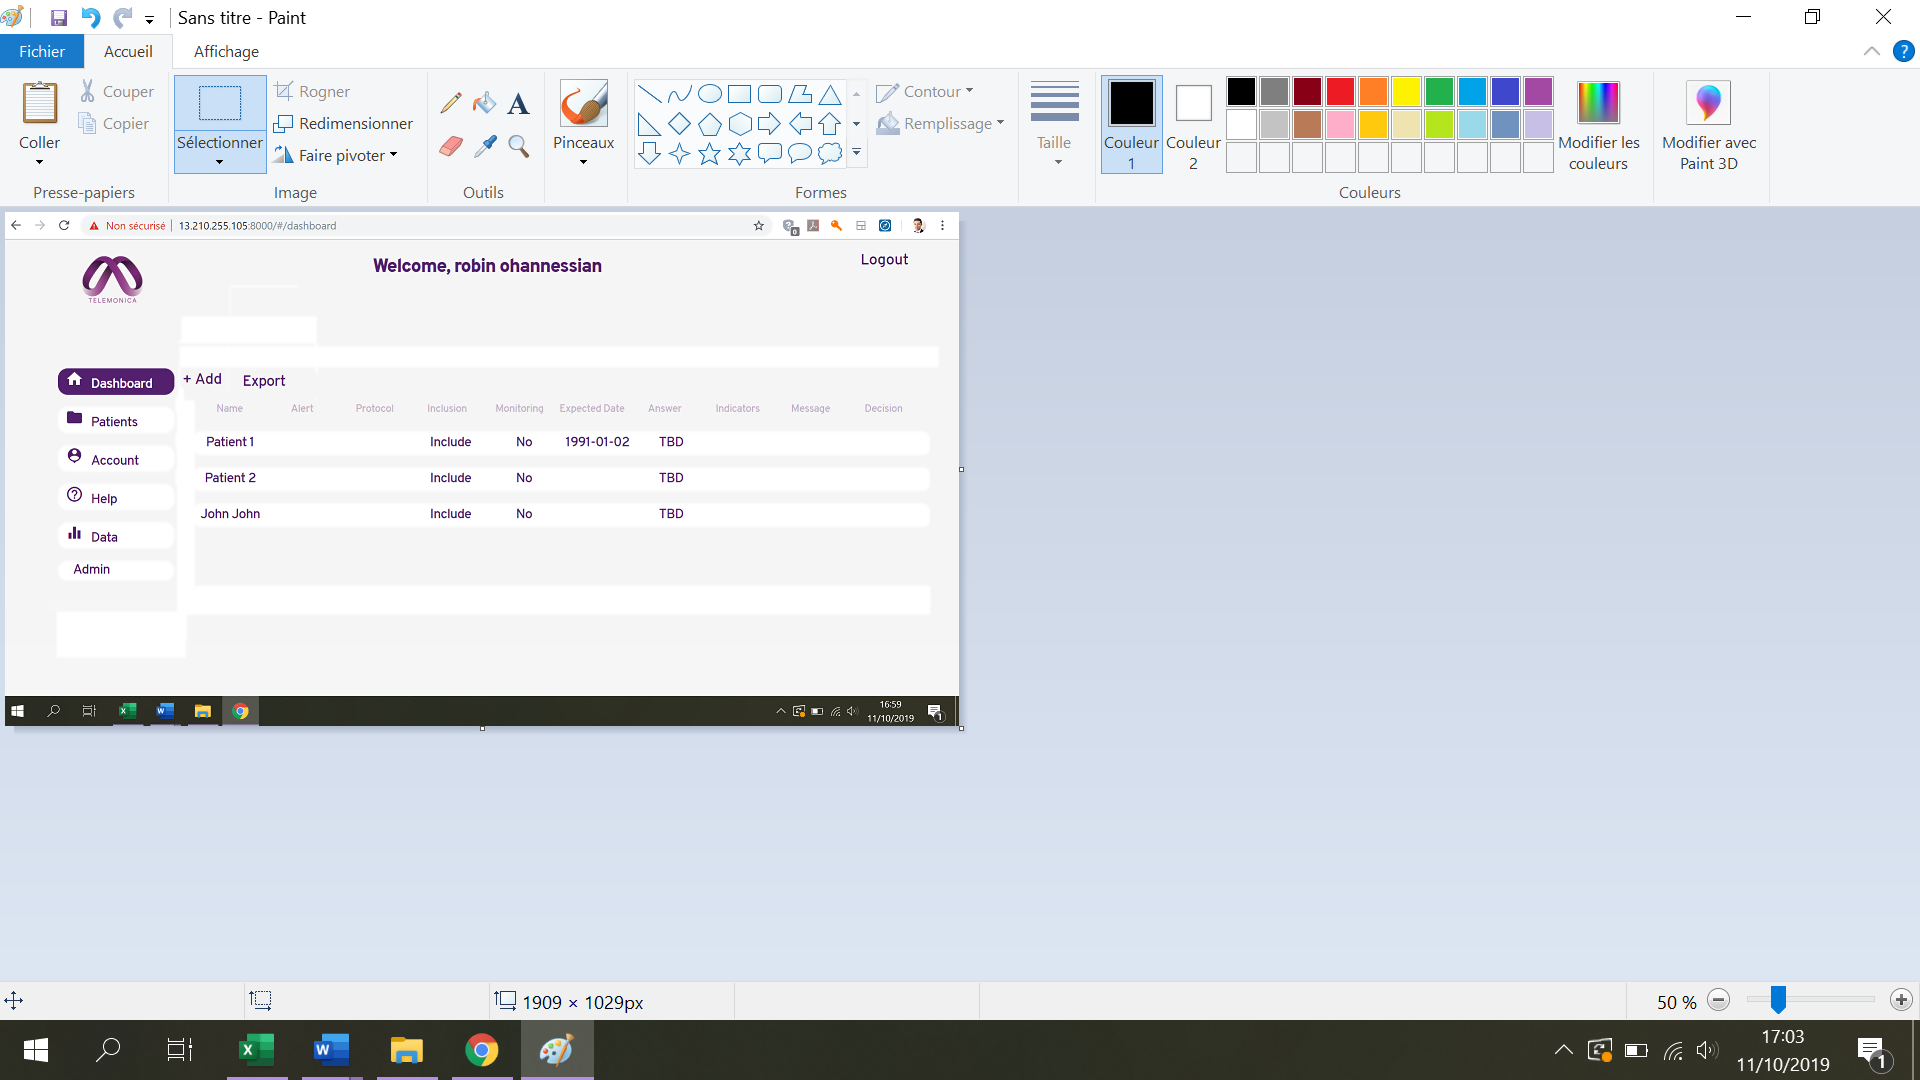 Sans titre - Paint
Fichier Accueil Affichage
Coller
Couper
Copier
Presse-papiers
Sélectionner
Rogner
Redimensionner
Faire pivoter
Image
Outils
Pinceaux
Contour
Remplissage
Formes
Taille
Couleur 1
Couleur 2
Modifier les couleurs
Couleurs
Modifier avec Paint 3D
Non sécurisé 13.210.255.105:8000/#/dashboard
TELEMONICA
Welcome, robin ohannessian
Logout
Dashboard
Patients
Account
Help
Data
Admin
+ Add Export
Name Alert Protocol Inclusion Monitoring Expected Date Answer Indicators Message Decision
Patient 1 Include No 1991-01-02 TBD
Patient 2 Include No TBD
John John Include No TBD
16:59
11/10/2019
1909 × 1029px
50 %
17:03
11/10/2019
1